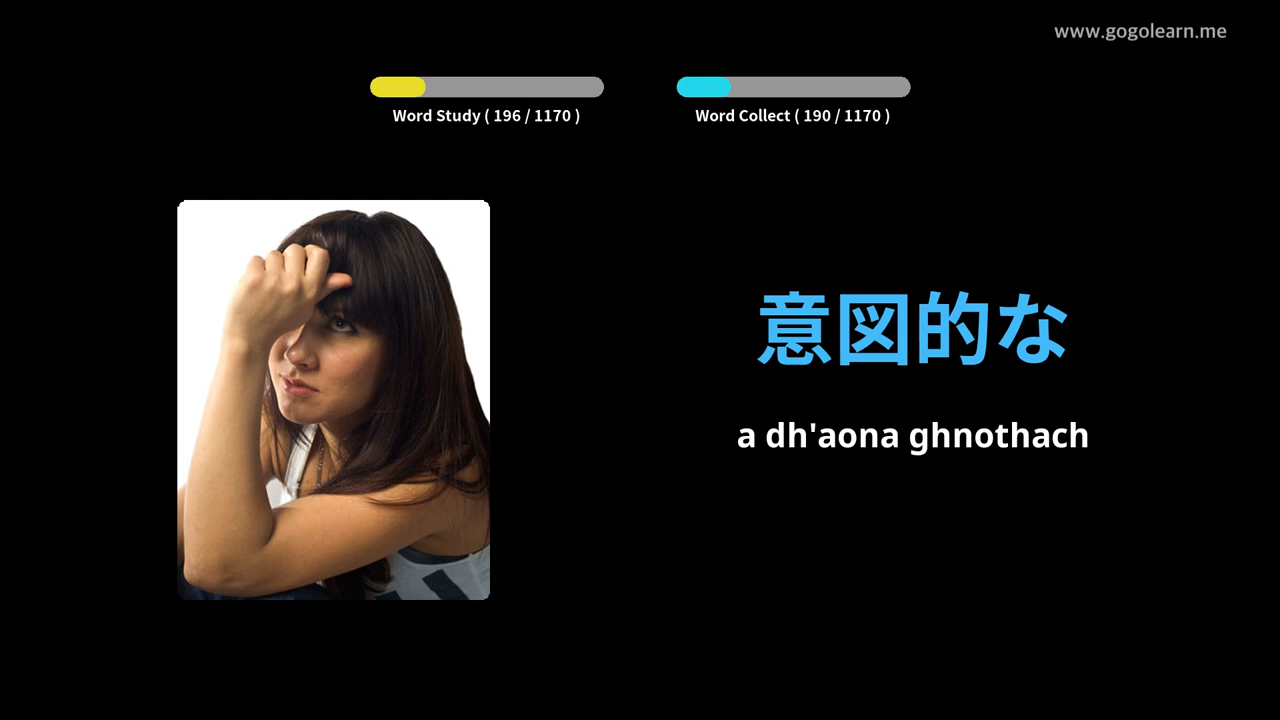 www.gogolearn.me
Word Study ( 196 / 1170 )
Word Collect ( 190 / 1170 )
意図的な
a dh'aona ghnothach